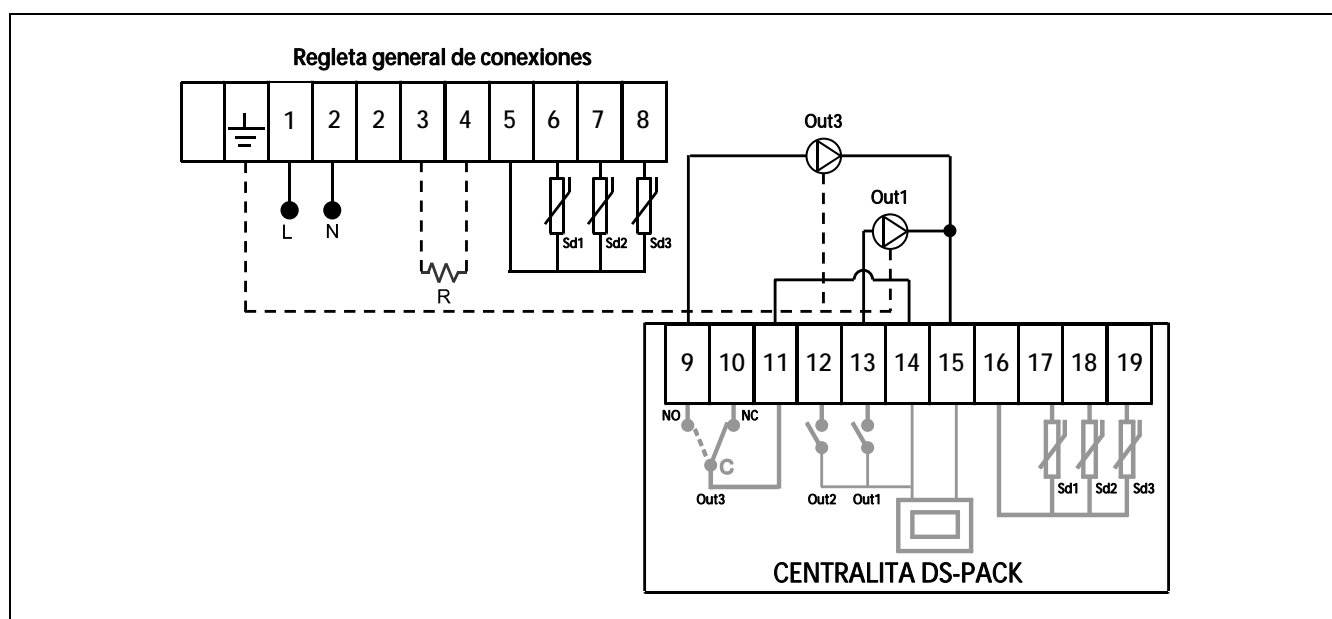 Regleta general de conexiones
1 2 2 3 4 5 6 7 8
L N
R
Sd1 Sd2 Sd3
Out3
Out1
9 10 11 12 13 14 15 16 17 18 19
NO NC
C
Out3 Out2 Out1
Sd1 Sd2 Sd3
CENTRALITA DS-PACK